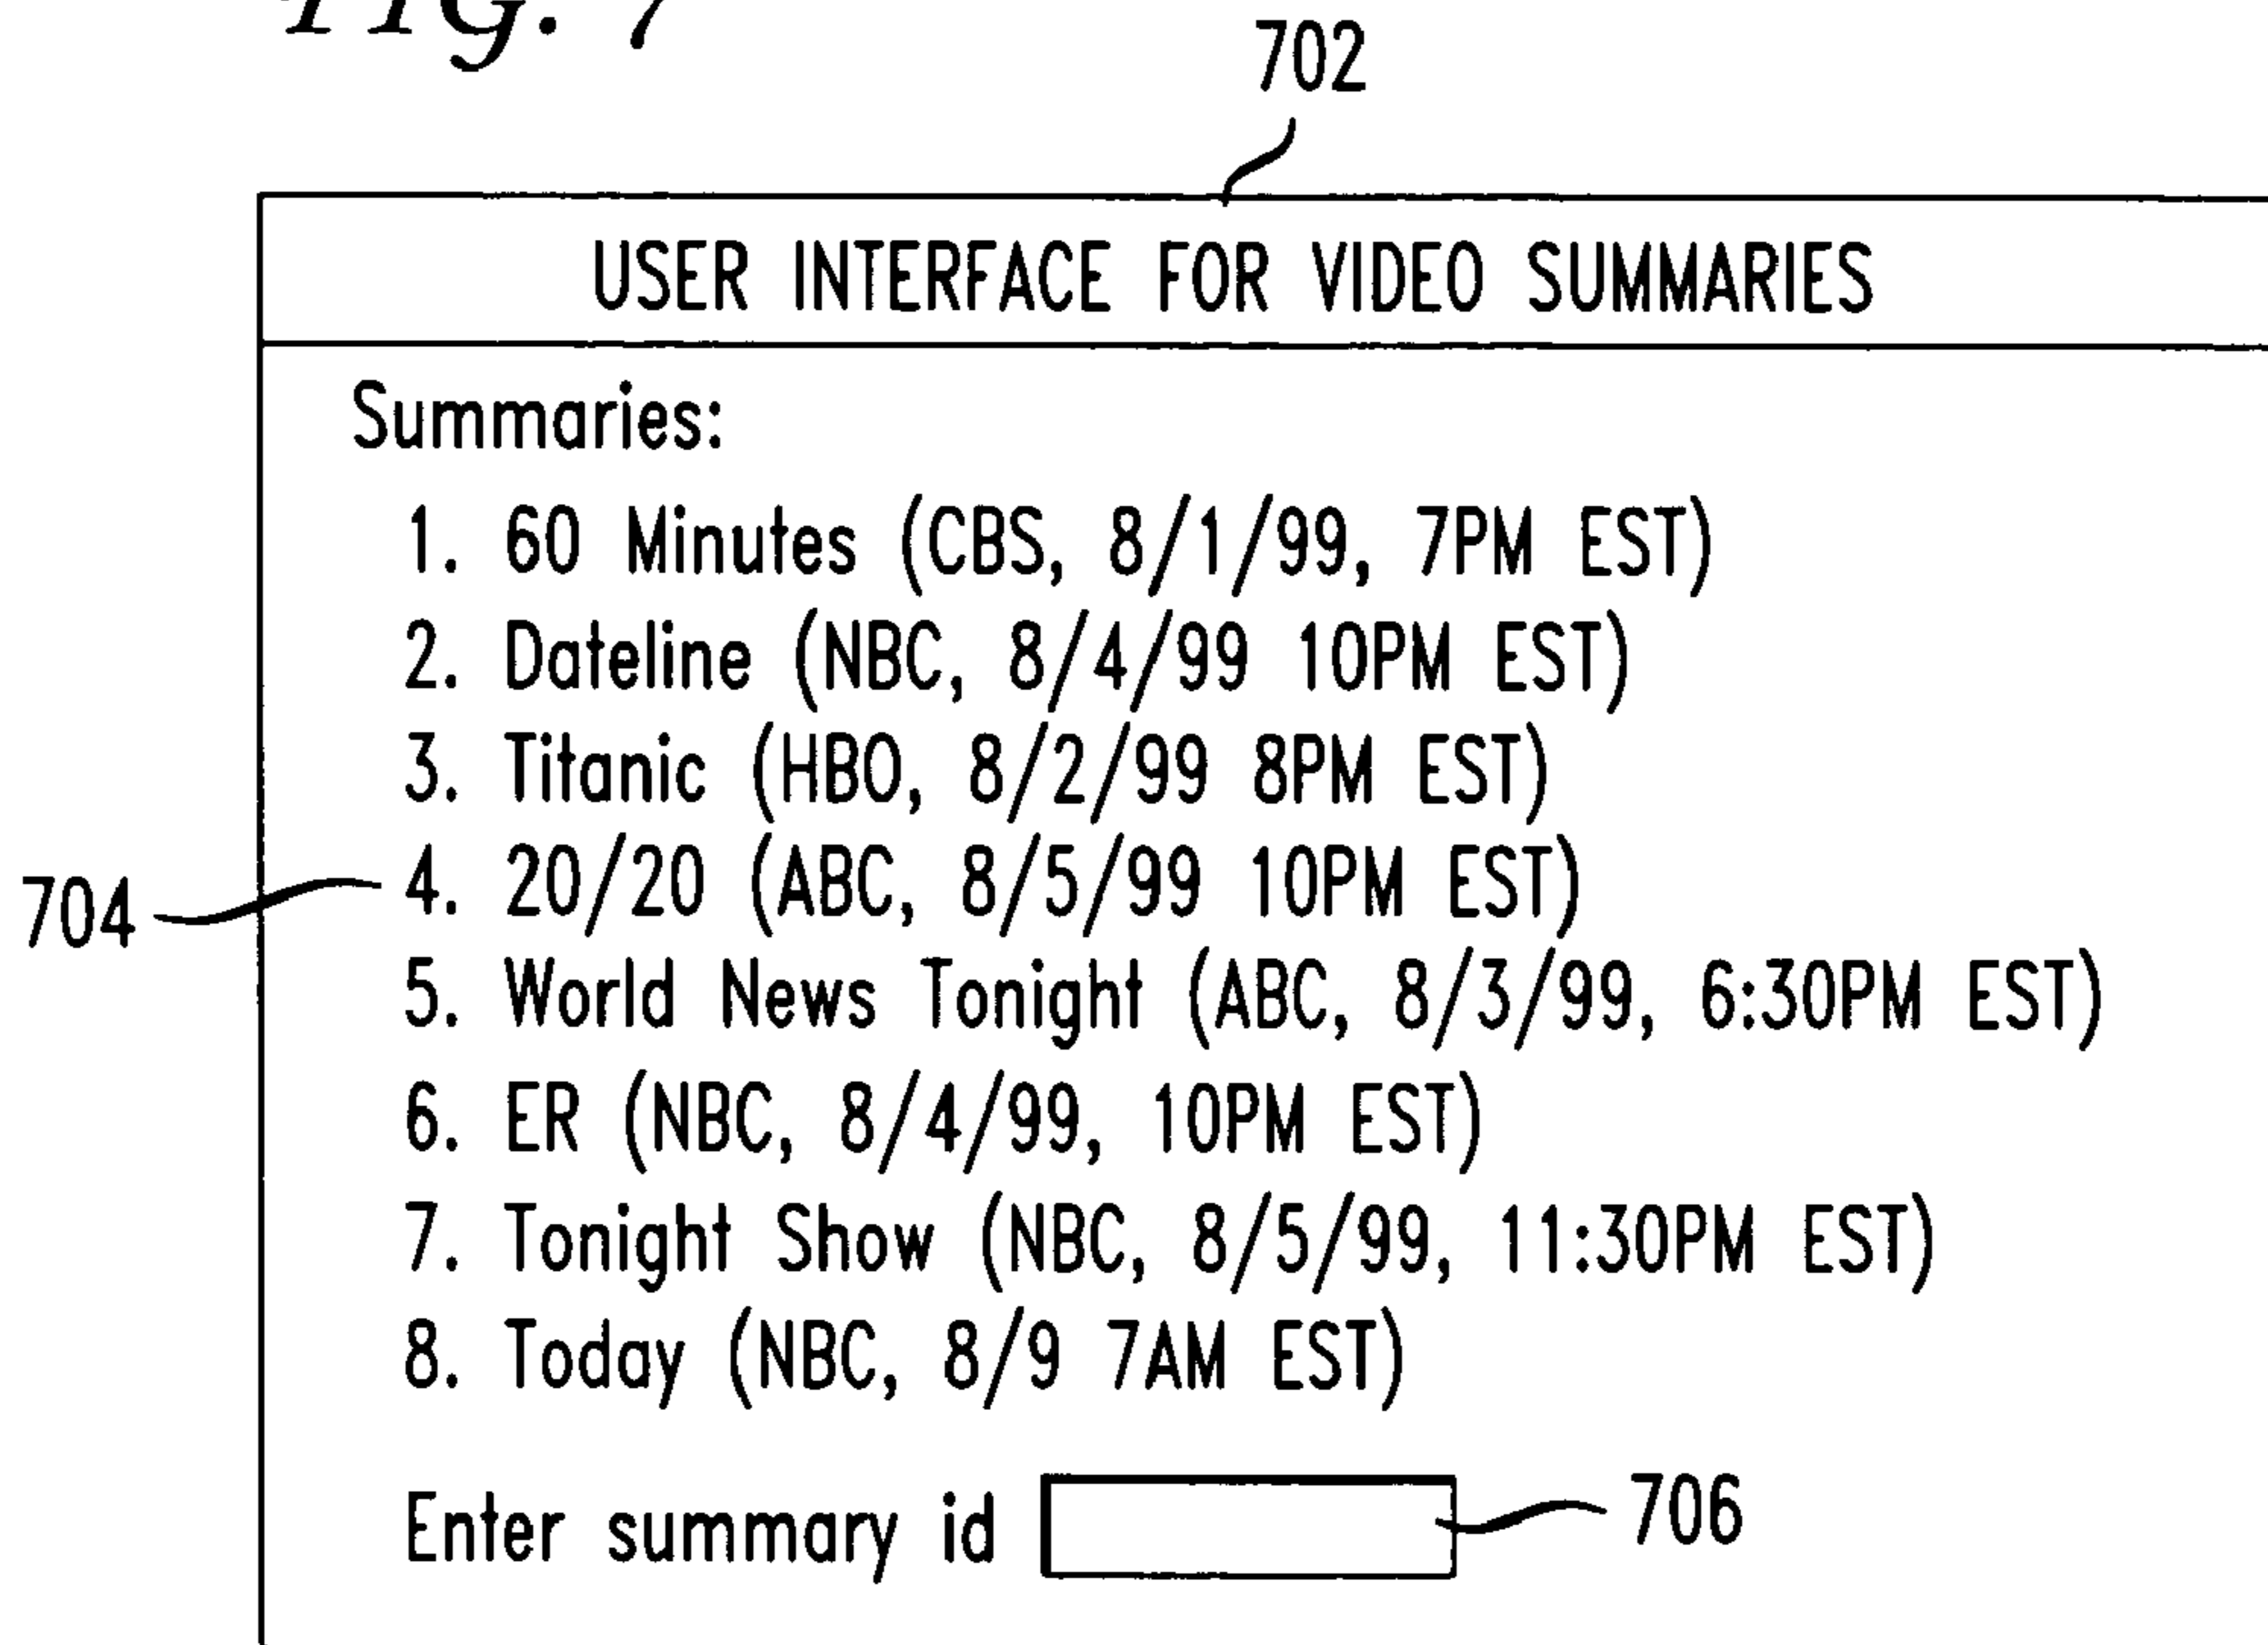 FIG. 7
702
USER INTERFACE FOR VIDEO SUMMARIES
Summaries:
1. 60 Minutes (CBS, 8/1/99, 7PM EST)
2. Dateline (NBC, 8/4/99 10PM EST)
3. Titanic (HBO, 8/2/99 8PM EST)
704
4. 20/20 (ABC, 8/5/99 10PM EST)
5. World News Tonight (ABC, 8/3/99, 6:30PM EST)
6. ER (NBC, 8/4/99, 10PM EST)
7. Tonight Show (NBC, 8/5/99, 11:30PM EST)
8. Today (NBC, 8/9 7AM EST)
Enter summary id
706